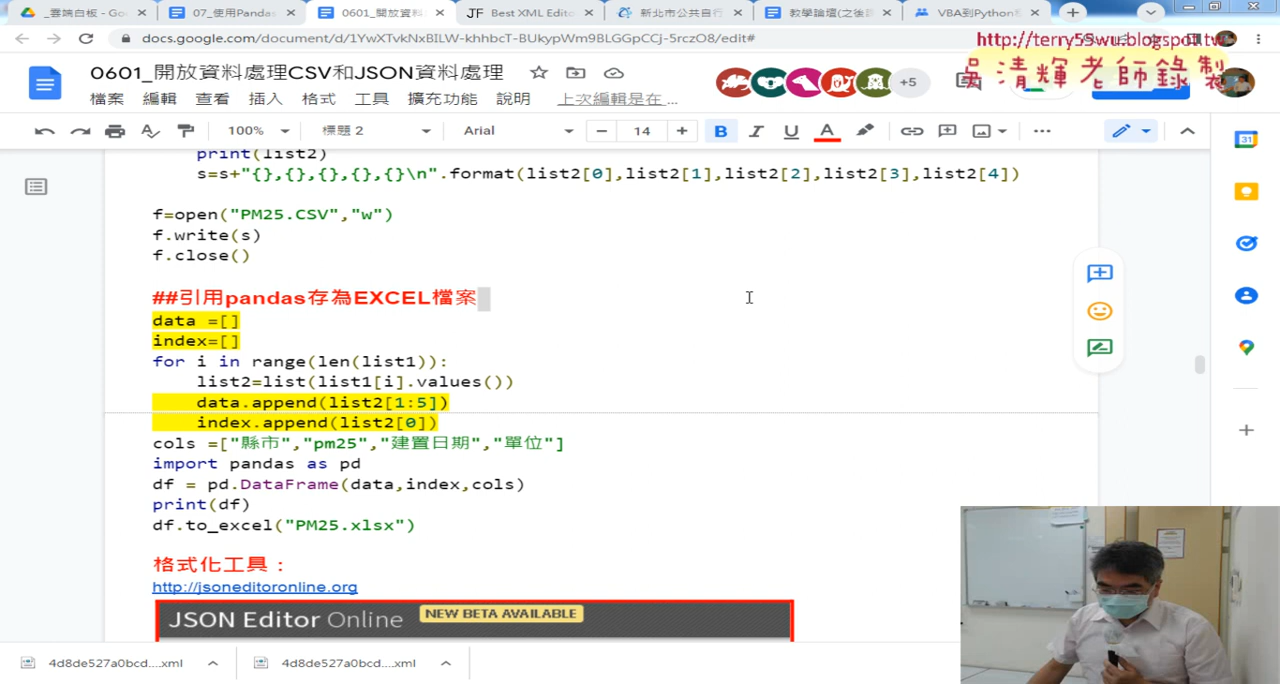 _雲端白板 - Goo
07_使用Pandas
0601_開放資料
JF Best XML Edito
新北市公共自行
教學論壇(之後課
VBA到Python程
docs.google.com/document/d/1YwXTvkNxBILW-khhbcT-BUkypWm9BLGGpCCj-5rczO8/edit#
http://terry55wu.blogspot.tw
吳清輝老師錄製
0601_開放資料處理CSV和JSON資料處理
+5
檔案 編輯 查看 插入 格式 工具 擴充功能 說明 上次編輯是在 ...
100% 標題 2 Arial − 14 + B I U A
31
print(list2)
s=s+"{},{},{},{},{}\n".format(list2[0],list2[1],list2[2],list2[3],list2[4])
f=open("PM25.CSV","w")
f.write(s)
f.close()
##引用pandas存為EXCEL檔案
data =[]
index=[]
for i in range(len(list1)):
list2=list(list1[i].values())
data.append(list2[1:5])
index.append(list2[0])
cols =["縣市","pm25","建置日期","單位"]
import pandas as pd
df = pd.DataFrame(data,index,cols)
print(df)
df.to_excel("PM25.xlsx")
格式化工具：
http://jsoneditoronline.org
JSON Editor Online NEW BETA AVAILABLE
4d8de527a0bcd....xml
4d8de527a0bcd....xml